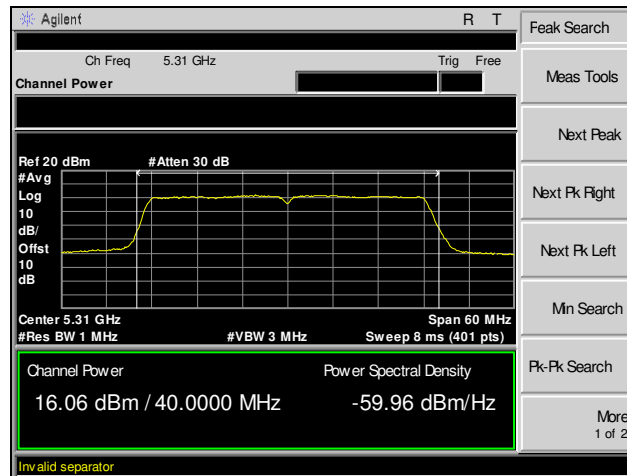 Agilent
R T
Ch Freq 5.31 GHz Trig Free
Channel Power
Ref 20 dBm #Atten 30 dB
#Avg
Log
10
dB/
Offst
10
dB
Center 5.31 GHz Span 60 MHz
#Res BW 1 MHz #VBW 3 MHz Sweep 8 ms (401 pts)
Channel Power Power Spectral Density
16.06 dBm / 40.0000 MHz -59.96 dBm/Hz
Invalid separator
Feak Search
Meas Tools
Next Peak
Next Pk Right
Next Pk Left
Min Search
Pk-Pk Search
More
1 of 2